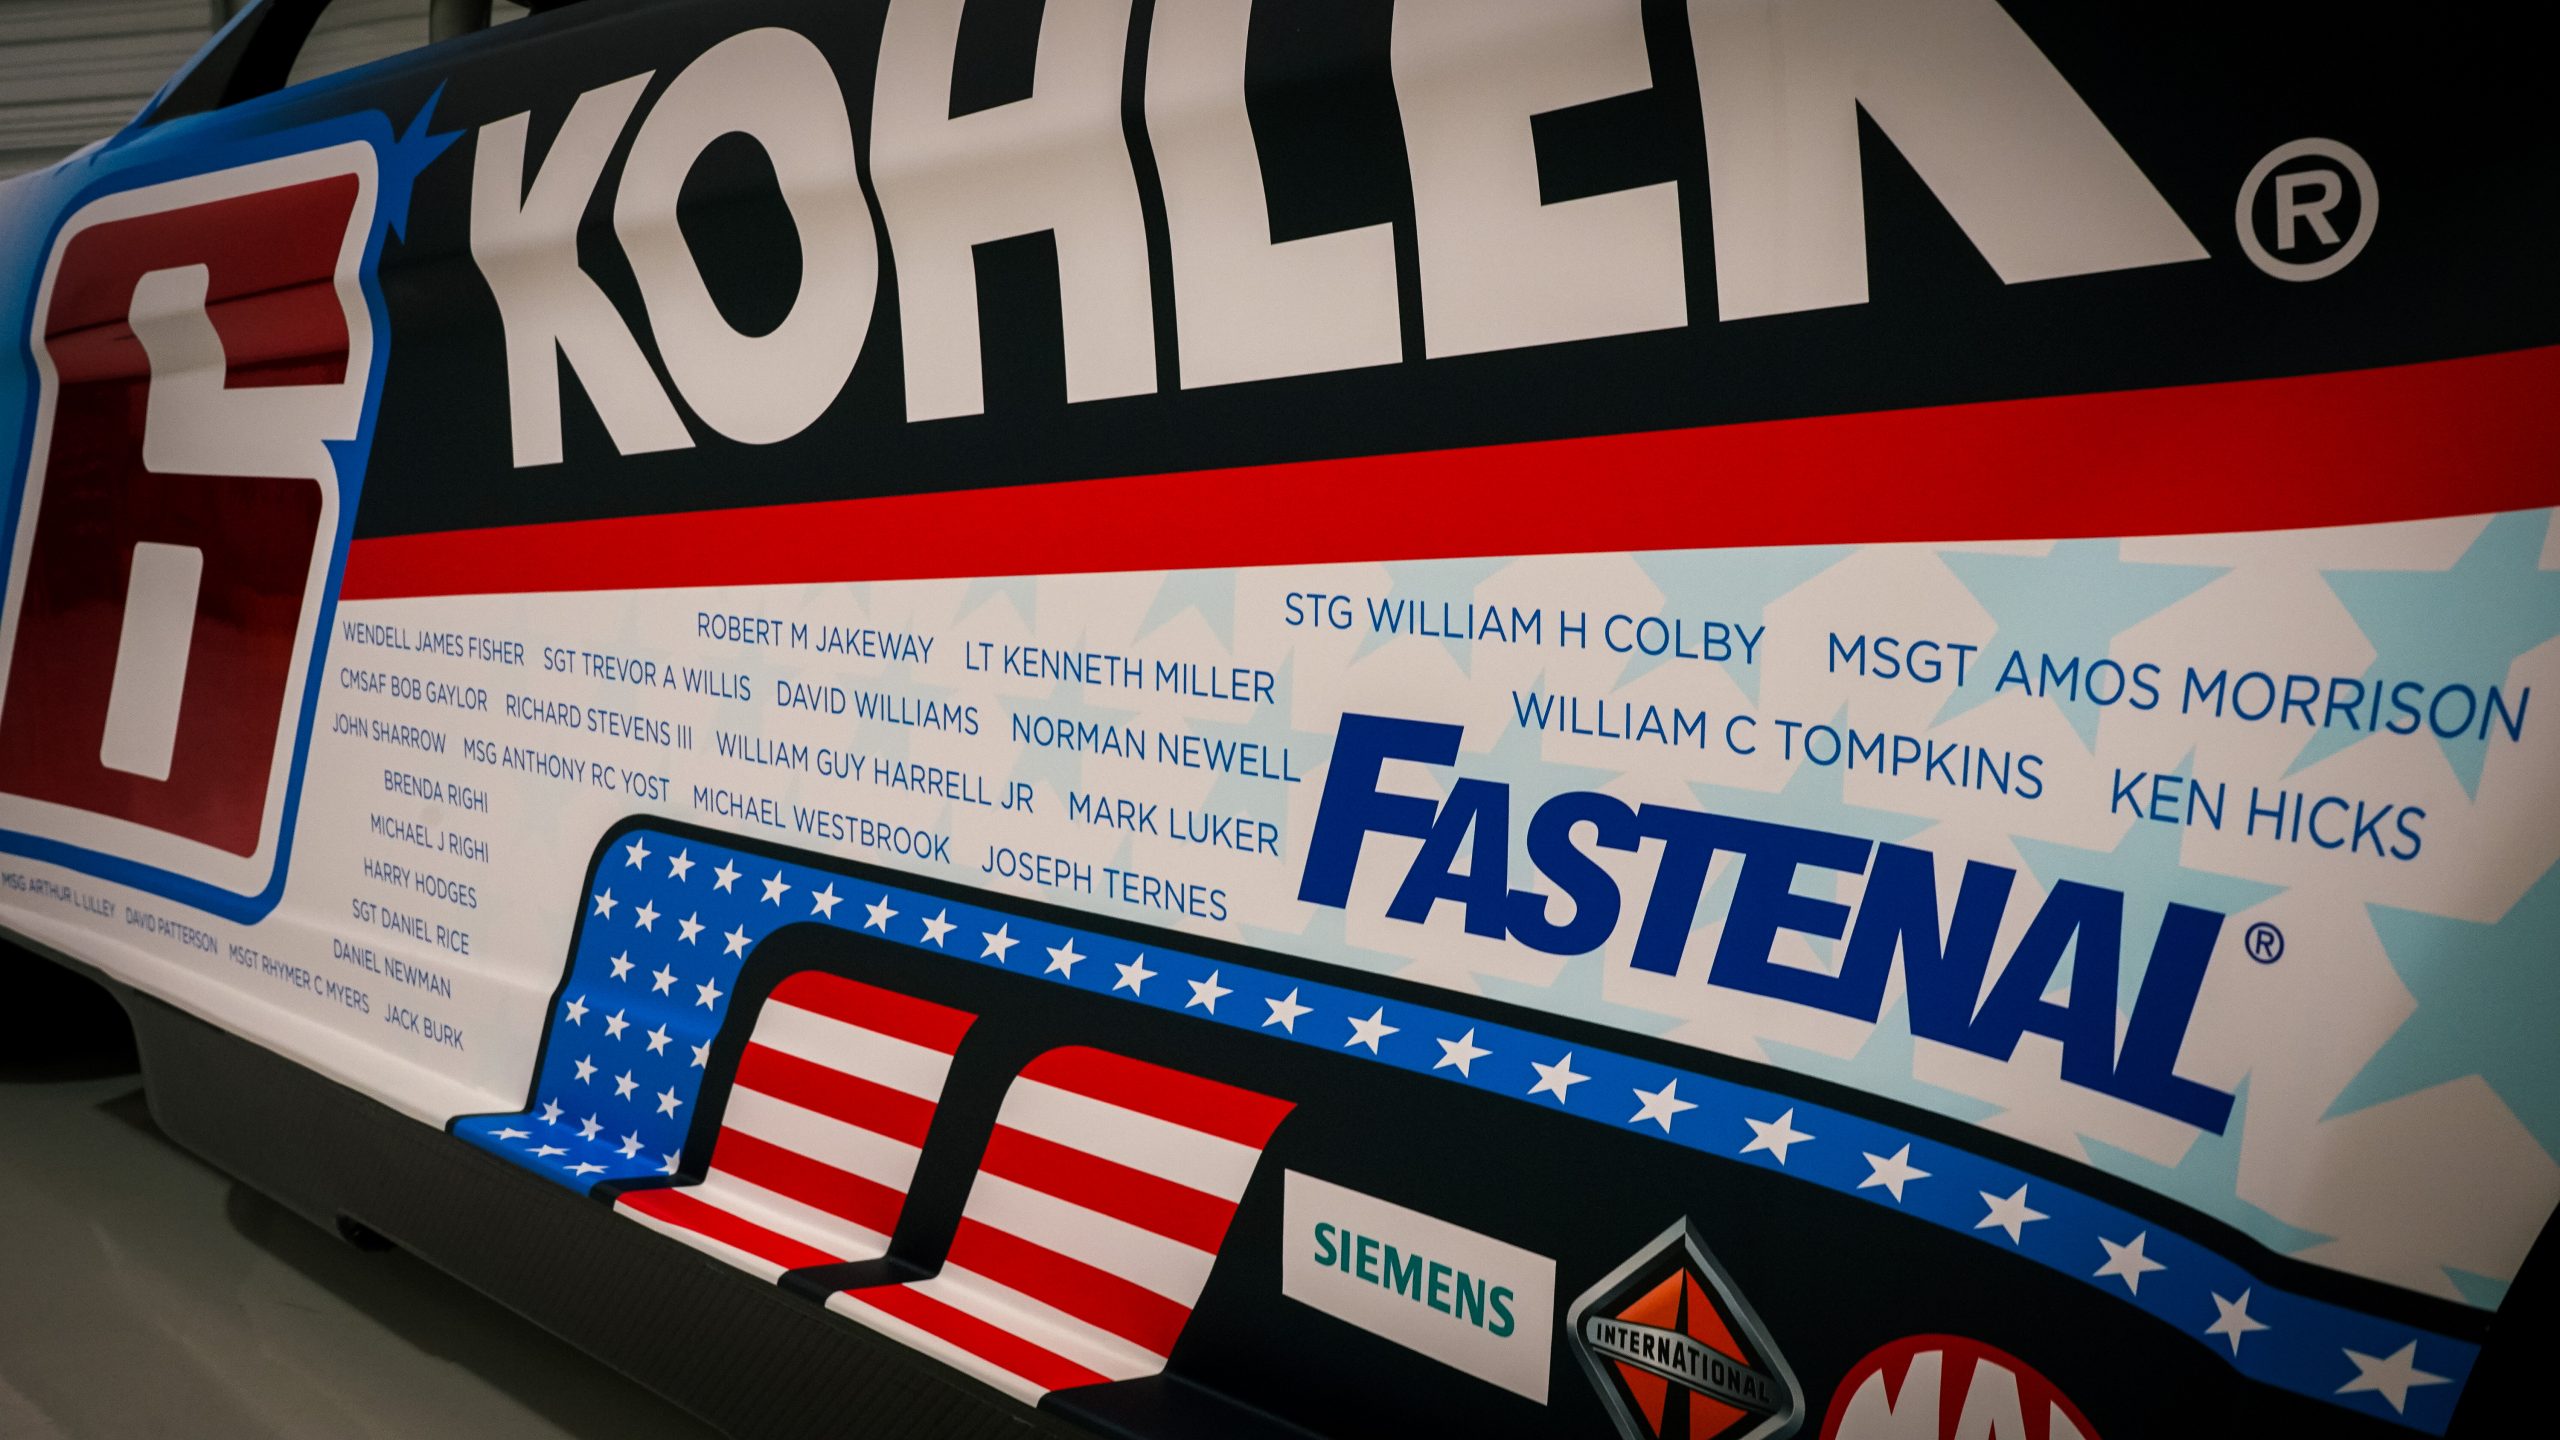 KOHLER®
6
ROBERT M JAKEWAY LT KENNETH MILLER
STG WILLIAM H COLBY MSGT AMOS MORRISON
WENDELL JAMES FISHER SGT TREVOR A WILLIS DAVID WILLIAMS NORMAN NEWELL
WILLIAM C TOMPKINS KEN HICKS
CMSAF BOB GAYLOR RICHARD STEVENS III WILLIAM GUY HARRELL JR MARK LUKER
JOHN SHARROW MSG ANTHONY RC YOST MICHAEL WESTBROOK JOSEPH TERNES
BRENDA RIGHI
MICHAEL J RIGHI
HARRY HODGES
SGT DANIEL RICE
DANIEL NEWMAN
MSG ARTHUR L LILLEY DAVID PATTERSON MSGT RHYMER C MYERS JACK BURK
FASTENAL®
SIEMENS
INTERNATIONAL